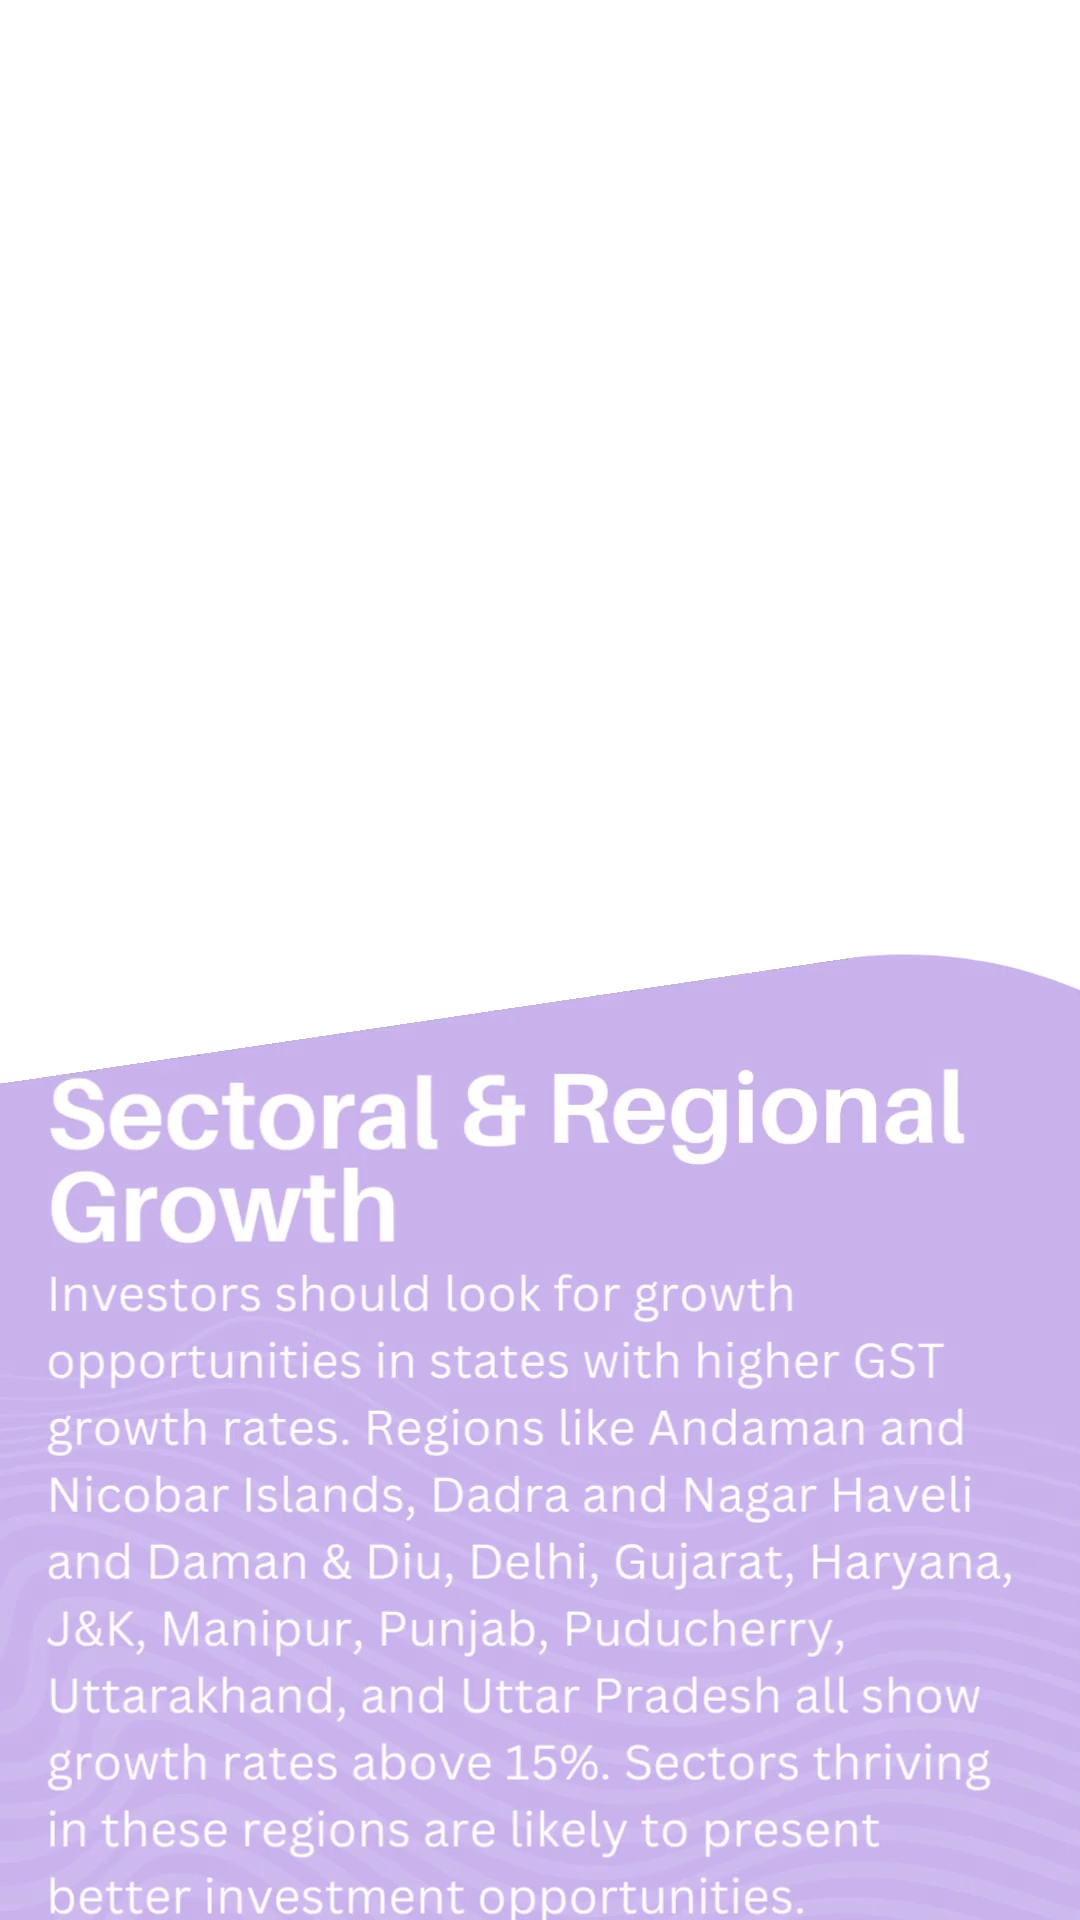 Sectoral & Regional
Growth
Investors should look for growth
opportunities in states with higher GST
growth rates. Regions like Andaman and
Nicobar Islands, Dadra and Nagar Haveli
and Daman & Diu, Delhi, Gujarat, Haryana,
J&K, Manipur, Punjab, Puducherry,
Uttarakhand, and Uttar Pradesh all show
growth rates above 15%. Sectors thriving
in these regions are likely to present
better investment opportunities.